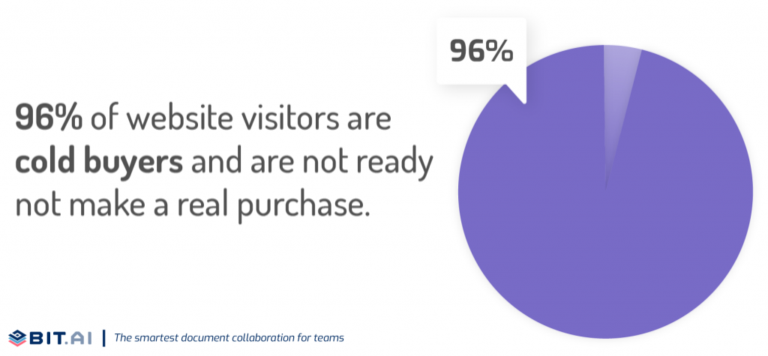 96%
96% of website visitors are
cold buyers and are not ready
not make a real purchase.
BIT.AI | The smartest document collaboration for teams